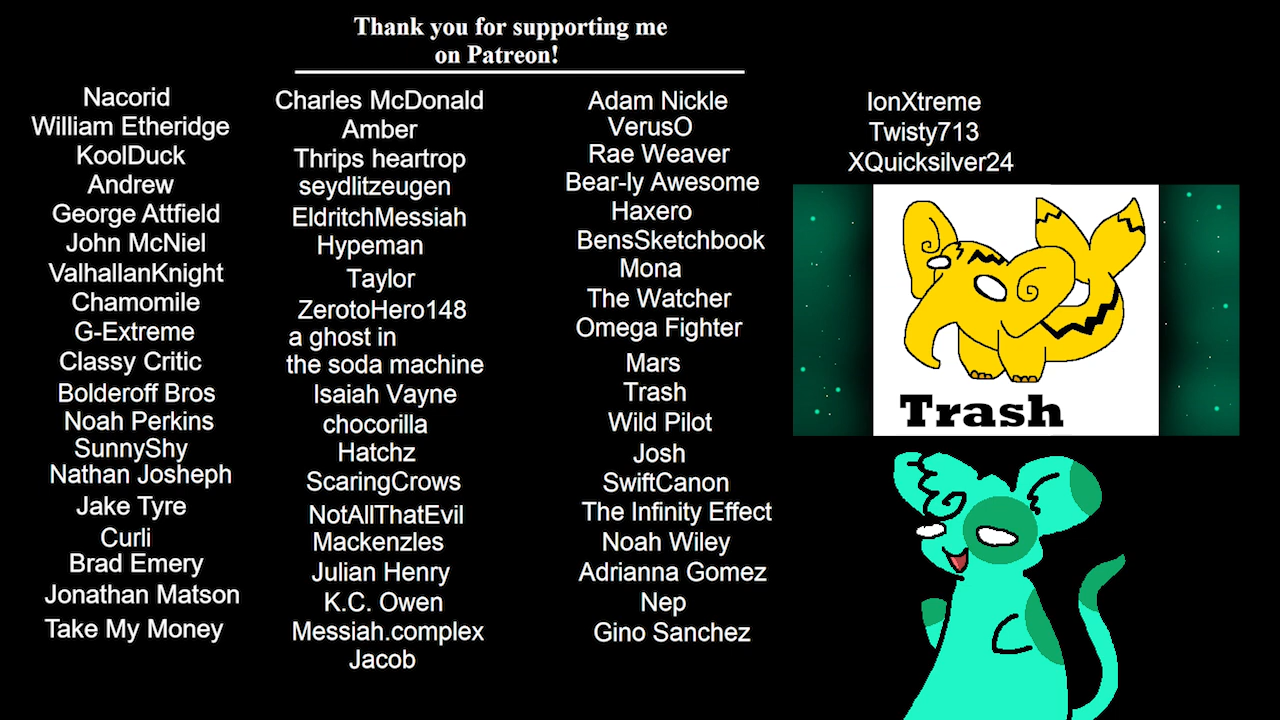 Thank you for supporting me
on Patreon!
Nacorid
William Etheridge
KoolDuck
Andrew
George Attfield
John McNiel
ValhallanKnight
Chamomile
G-Extreme
Classy Critic
Bolderoff Bros
Noah Perkins
SunnyShy
Nathan Josheph
Jake Tyre
Curli
Brad Emery
Jonathan Matson
Take My Money
Charles McDonald
Amber
Thrips heartrop
seydlitzeugen
EldritchMessiah
Hypeman
Taylor
ZerotoHero148
a ghost in
the soda machine
Isaiah Vayne
chocorilla
Hatchz
ScaringCrows
NotAllThatEvil
Mackenzles
Julian Henry
K.C. Owen
Messiah.complex
Jacob
Adam Nickle
VerusO
Rae Weaver
Bear-ly Awesome
Haxero
BensSketchbook
Mona
The Watcher
Omega Fighter
Mars
Trash
Wild Pilot
Josh
SwiftCanon
The Infinity Effect
Noah Wiley
Adrianna Gomez
Nep
Gino Sanchez
IonXtreme
Twisty713
XQuicksilver24
Trash